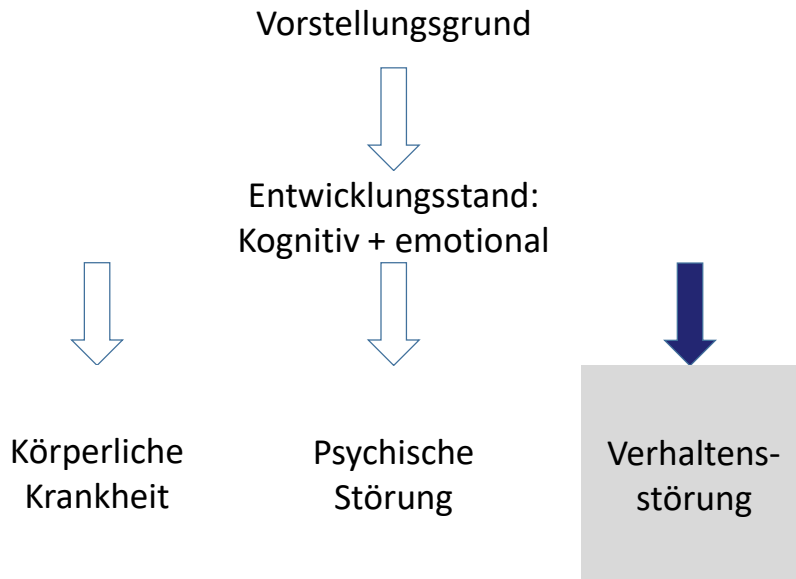 Vorstellungsgrund
Entwicklungsstand:
Kognitiv + emotional
Körperliche
Krankheit
Psychische
Störung
Verhaltens-
störung